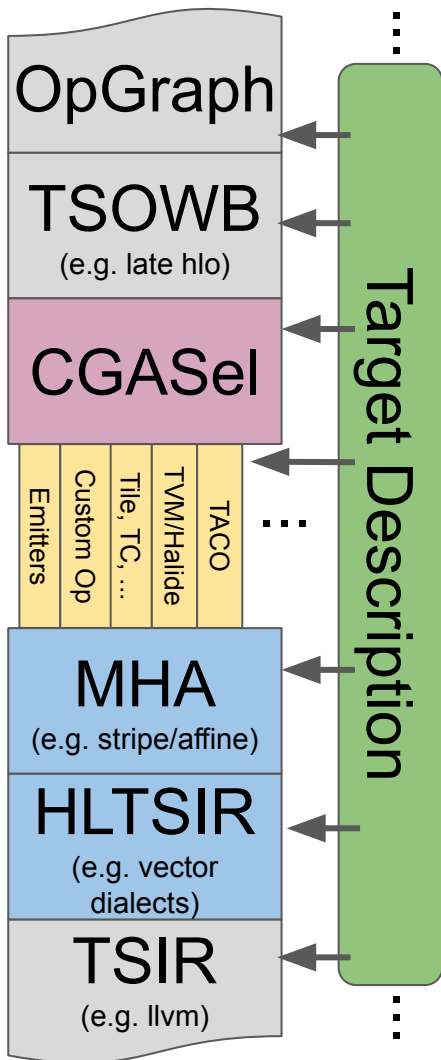 OpGraph
TSOWB
(e.g. late hlo)
CGASel
Emitters
Custom Op
Tile, TC, ...
TVM/Halide
TACO
...
MHA
(e.g. stripe/affine)
HLTSIR
(e.g. vector
dialects)
TSIR
(e.g. llvm)
...
Target Description
...